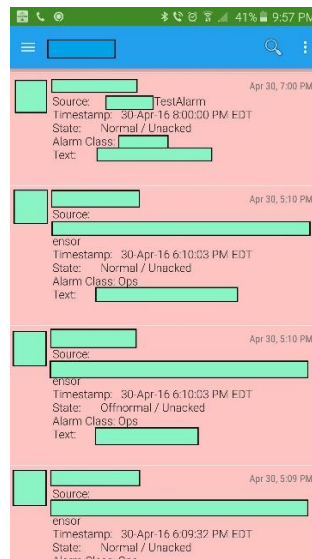 41% 9:57 PM
Apr 30, 7:00 PM
Source: TestAlarm
Timestamp: 30-Apr-16 8:00:00 PM EDT
State: Normal / Unacked
Alarm Class:
Text:
Apr 30, 5:10 PM
Source:
ensor
Timestamp: 30-Apr-16 6:10:03 PM EDT
State: Normal / Unacked
Alarm Class: Ops
Text:
Apr 30, 5:10 PM
Source:
ensor
Timestamp: 30-Apr-16 6:10:03 PM EDT
State: Offnormal / Unacked
Alarm Class: Ops
Text:
Apr 30, 5:09 PM
Source:
ensor
Timestamp: 30-Apr-16 6:09:32 PM EDT
State: Normal / Unacked
Alarm Class: Ops